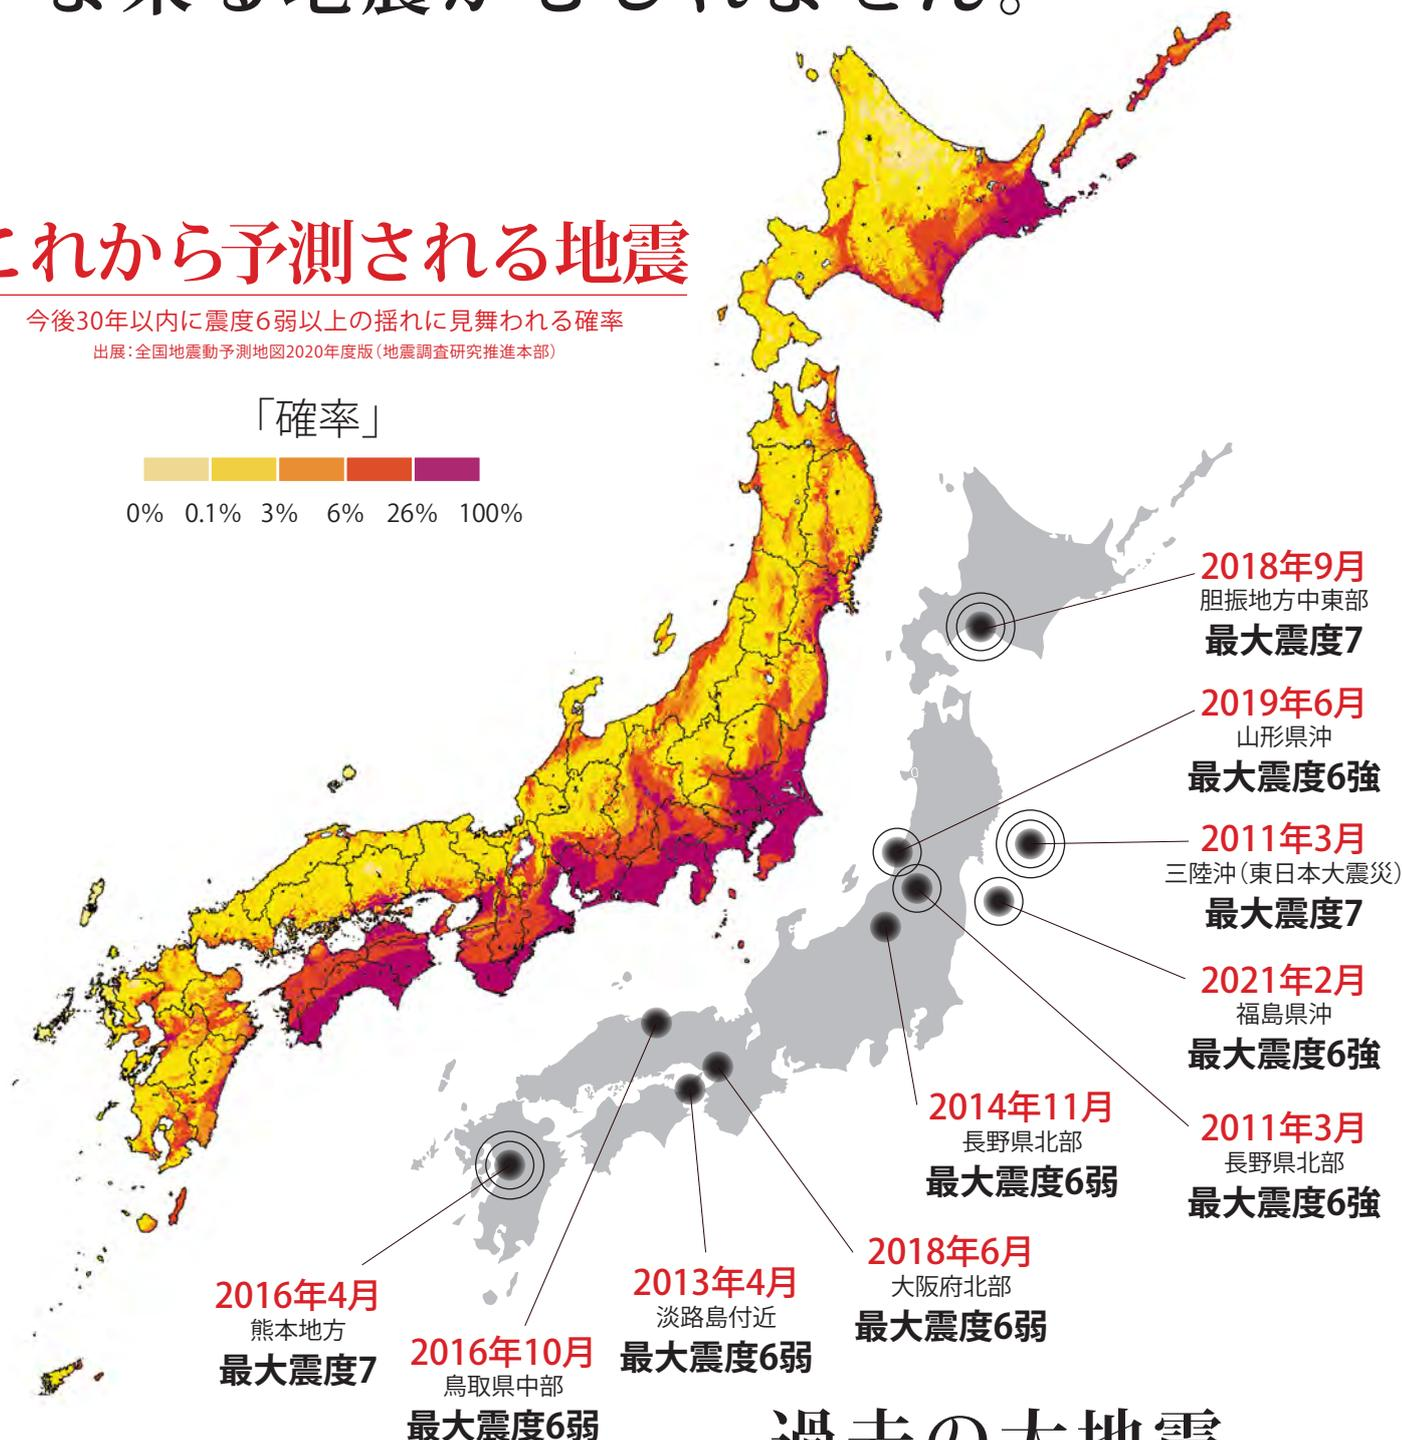 これから予測される地震
今後30年以内に震度6弱以上の揺れに見舞われる確率
出展：全国地震動予測地図2020年度版（地震調査研究推進本部）
「確率」
0% 0.1% 3% 6% 26% 100%
2018年9月
胆振地方中東部
最大震度7
2019年6月
山形県沖
最大震度6強
2011年3月
三陸沖（東日本大震災）
最大震度7
2021年2月
福島県沖
最大震度6強
2014年11月
長野県北部
最大震度6弱
2011年3月
長野県北部
最大震度6強
2018年6月
大阪府北部
最大震度6弱
2013年4月
淡路島付近
最大震度6弱
2016年4月
熊本地方
最大震度7
2016年10月
鳥取県中部
最大震度6弱
過去の大地震